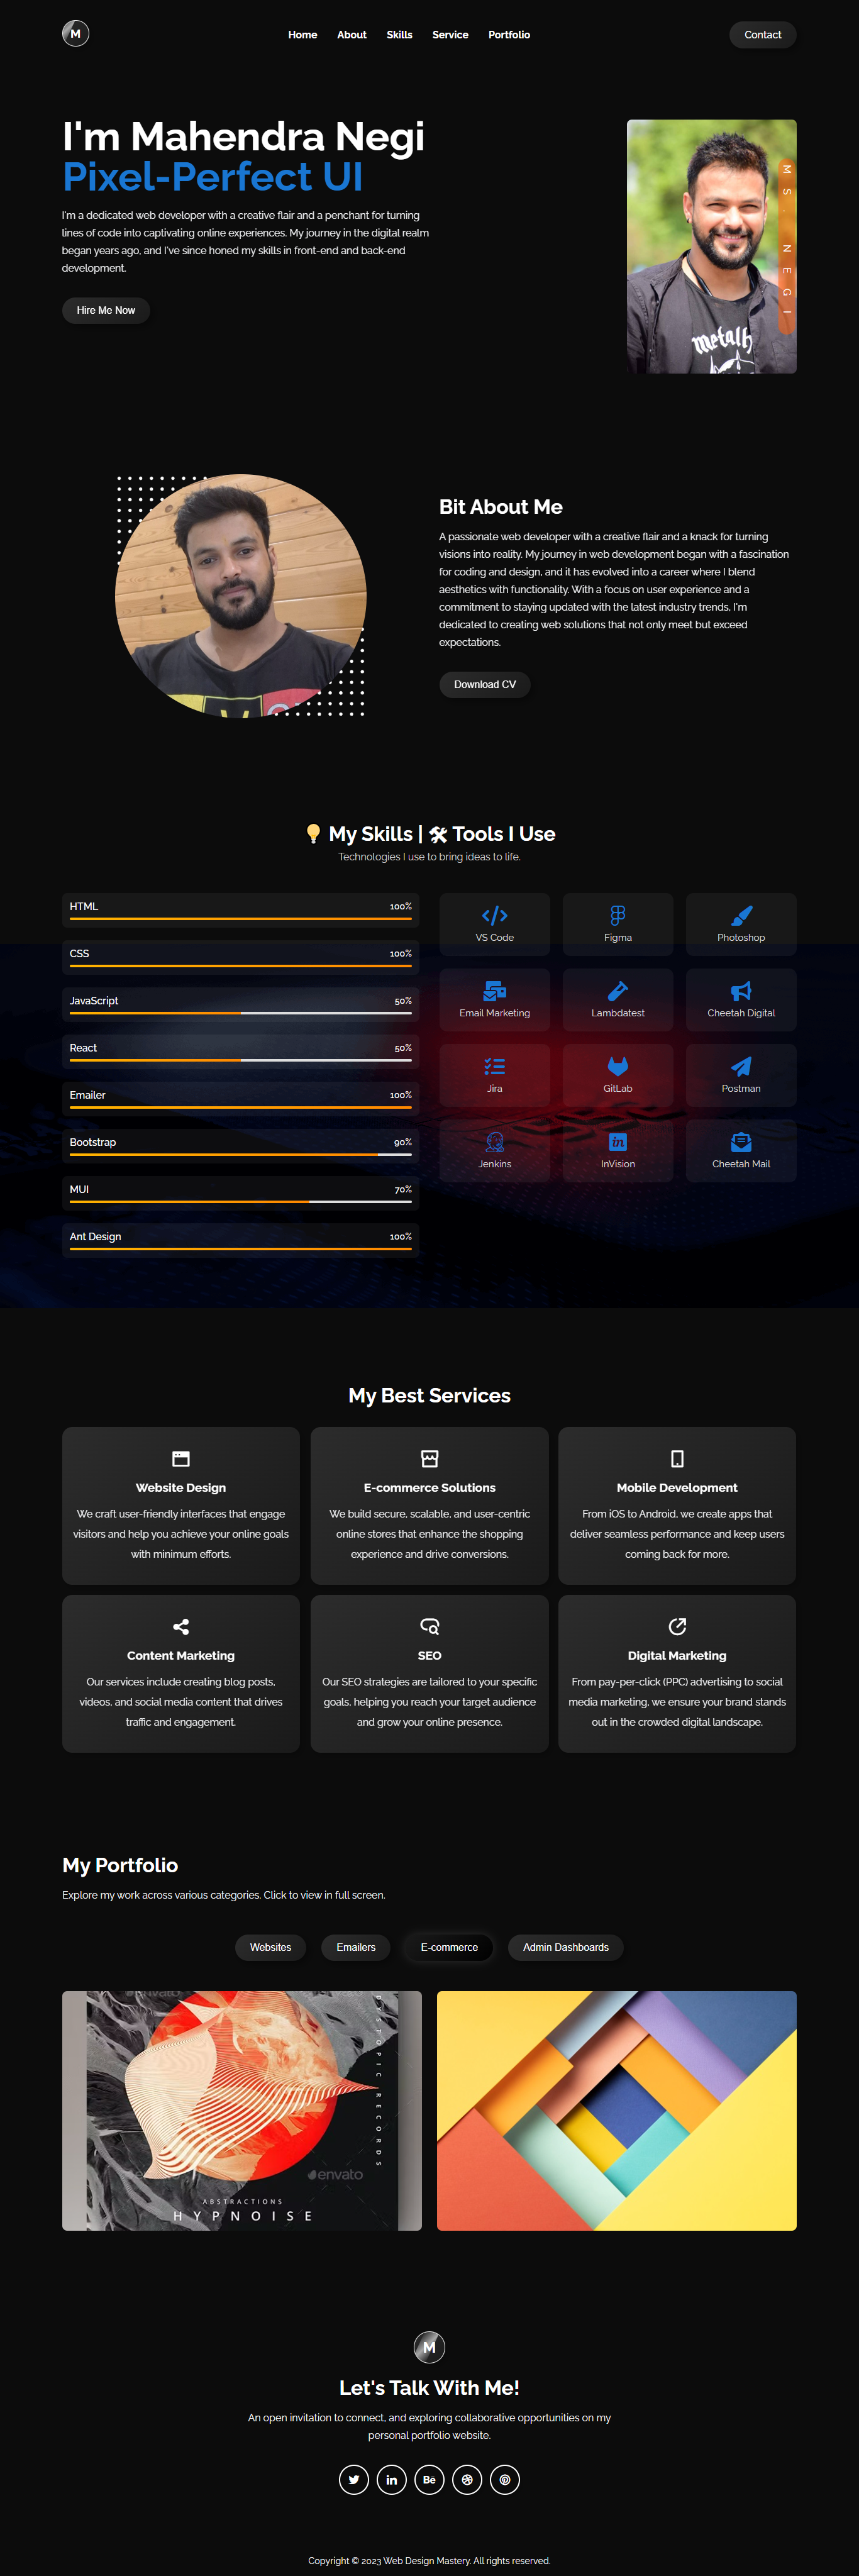 M
Home About Skills Service Portfolio
Contact
I'm Mahendra Negi
Pixel-Perfect UI
I'm a dedicated web developer with a creative flair and a penchant for turning
lines of code into captivating online experiences. My journey in the digital realm
began years ago, and I've since honed my skills in front-end and back-end
development.
Hire Me Now
MS. NEGI
Bit About Me
A passionate web developer with a creative flair and a knack for turning
visions into reality. My journey in web development began with a fascination
for coding and design, and it has evolved into a career where I blend
aesthetics with functionality. With a focus on user experience and a
commitment to staying updated with the latest industry trends, I'm
dedicated to creating web solutions that not only meet but exceed
expectations.
Download CV
My Skills | Tools I Use
Technologies I use to bring ideas to life.
HTML 100%
CSS 100%
JavaScript 50%
React 50%
Emailer 100%
Bootstrap 90%
MUI 70%
Ant Design 100%
VS Code Figma Photoshop
Email Marketing Lambdatest Cheetah Digital
Jira GitLab Postman
in
Jenkins InVision Cheetah Mail
My Best Services
Website Design
We craft user-friendly interfaces that engage
visitors and help you achieve your online goals
with minimum efforts.
E-commerce Solutions
We build secure, scalable, and user-centric
online stores that enhance the shopping
experience and drive conversions.
Mobile Development
From iOS to Android, we create apps that
deliver seamless performance and keep users
coming back for more.
Content Marketing
Our services include creating blog posts,
videos, and social media content that drives
traffic and engagement.
SEO
Our SEO strategies are tailored to your specific
goals, helping you reach your target audience
and grow your online presence.
Digital Marketing
From pay-per-click (PPC) advertising to social
media marketing, we ensure your brand stands
out in the crowded digital landscape.
My Portfolio
Explore my work across various categories. Click to view in full screen.
Websites Emailers E-commerce Admin Dashboards
envato
ABSTRACTIONS
HYPNOISE
M
Let's Talk With Me!
An open invitation to connect, and exploring collaborative opportunities on my
personal portfolio website.
in Bē
Copyright © 2023 Web Design Mastery. All rights reserved.